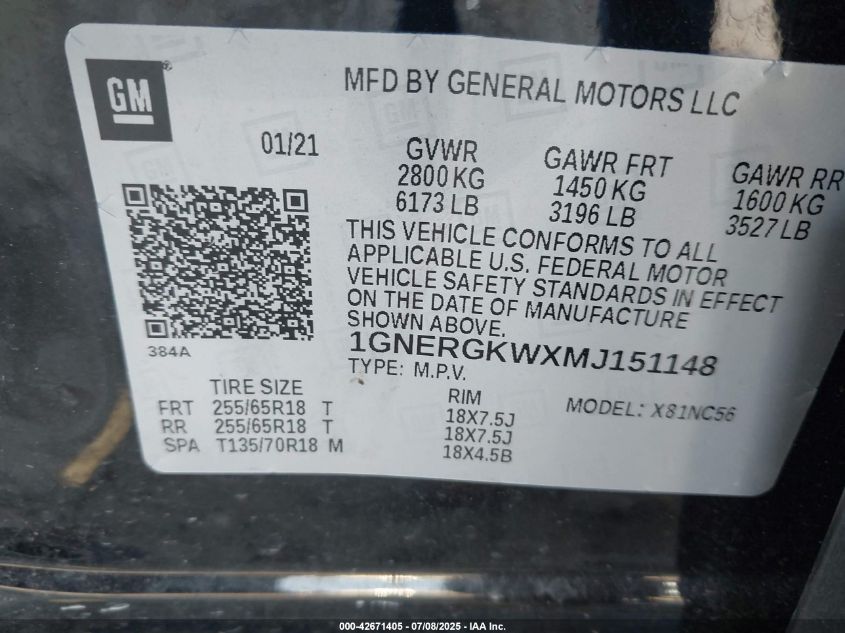 GM®
MFD BY GENERAL MOTORS LLC
01/21
GVWR
2800 KG
6173 LB
GAWR FRT
1450 KG
3196 LB
GAWR RR
1600 KG
3527 LB
THIS VEHICLE CONFORMS TO ALL
APPLICABLE U.S. FEDERAL MOTOR
VEHICLE SAFETY STANDARDS IN EFFECT
ON THE DATE OF MANUFACTURE
SHOWN ABOVE.
384A
1GNERGKWXMJ151148
TYPE: M.P.V.
MODEL: X81NC56
TIRE SIZE
RIM
FRT 255/65R18 T 18X7.5J
RR 255/65R18 T 18X7.5J
SPA T135/70R18 M 18X4.5B
000-42671405 - 07/08/2025 - IAA Inc.